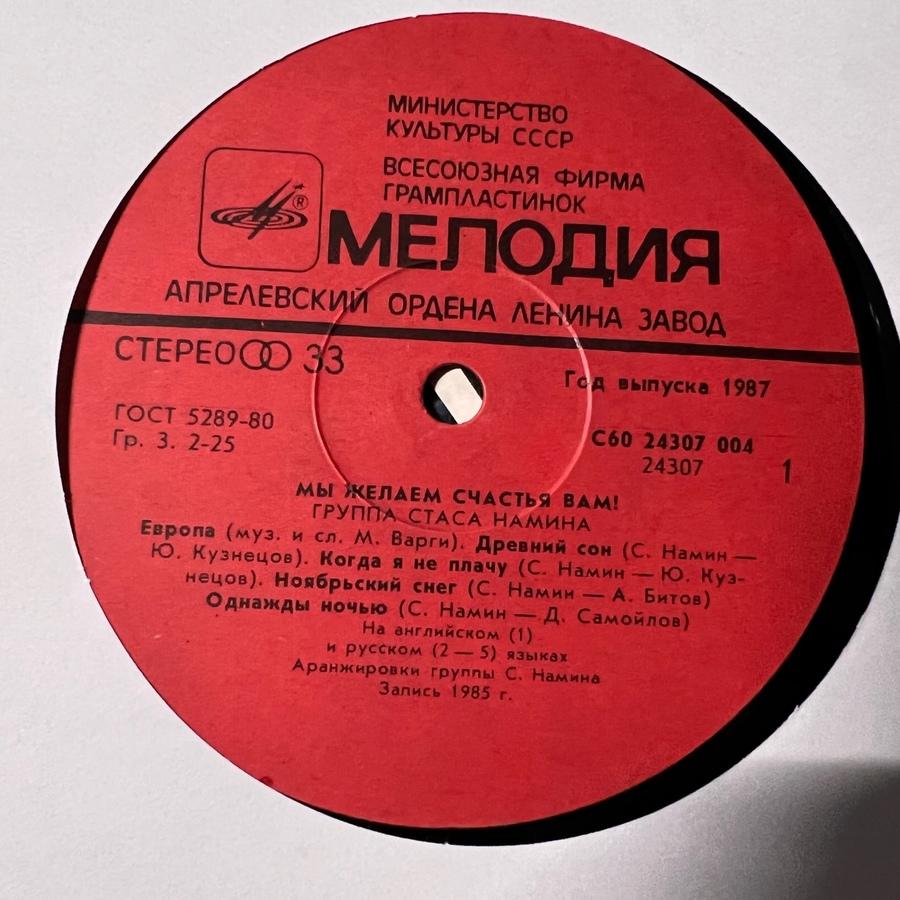 МИНИСТЕРСТВО
КУЛЬТУРЫ СССР
ВСЕСОЮЗНАЯ ФИРМА
ГРАМПЛАСТИНОК
®
МЕЛОДИЯ
АПРЕЛЕВСКИЙ ОРДЕНА ЛЕНИНА ЗАВОД
СТЕРЕО 33
Год выпуска 1987
ГОСТ 5289-80
Гр. 3. 2-25
С60 24307 004
24307
1
МЫ ЖЕЛАЕМ СЧАСТЬЯ ВАМ!
ГРУППА СТАСА НАМИНА
Европа (муз. и сл. М. Варги). Древний сон (С. Намин —
Ю. Кузнецов). Когда я не плачу (С. Намин — Ю. Куз-
нецов). Ноябрьский снег (С. Намин — А. Битов)
Однажды ночью (С. Намин — Д. Самойлов)
На английском (1)
и русском (2 — 5) языках
Аранжировки группы С. Намина
Запись 1985 г.